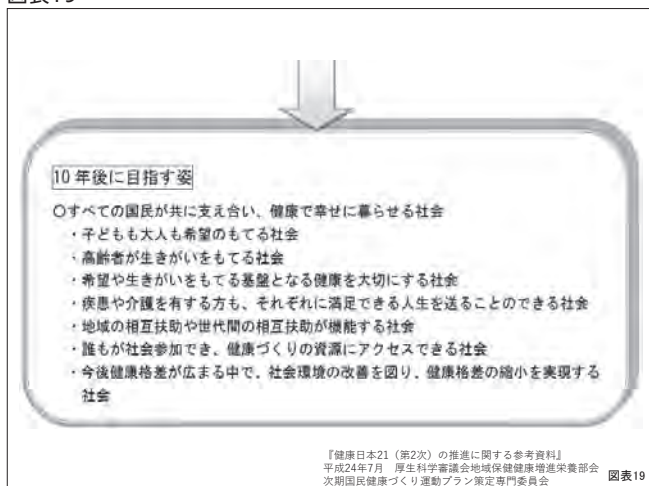 10年後に目指す姿
○すべての国民が共に支え合い、健康で幸せに暮らせる社会
・子どもも大人も希望のもてる社会
・高齢者が生きがいをもてる社会
・希望や生きがいをもてる基盤となる健康を大切にする社会
・疾患や介護を有する方も、それぞれに満足できる人生を送ることのできる社会
・地域の相互扶助や世代間の相互扶助が機能する社会
・誰もが社会参加でき、健康づくりの資源にアクセスできる社会
・今後健康格差が広まる中で、社会環境の改善を図り、健康格差の縮小を実現する
社会
『健康日本21（第2次）の推進に関する参考資料』
平成24年7月 厚生科学審議会地域保健健康増進栄養部会
次期国民健康づくり運動プラン策定専門委員会
図表19